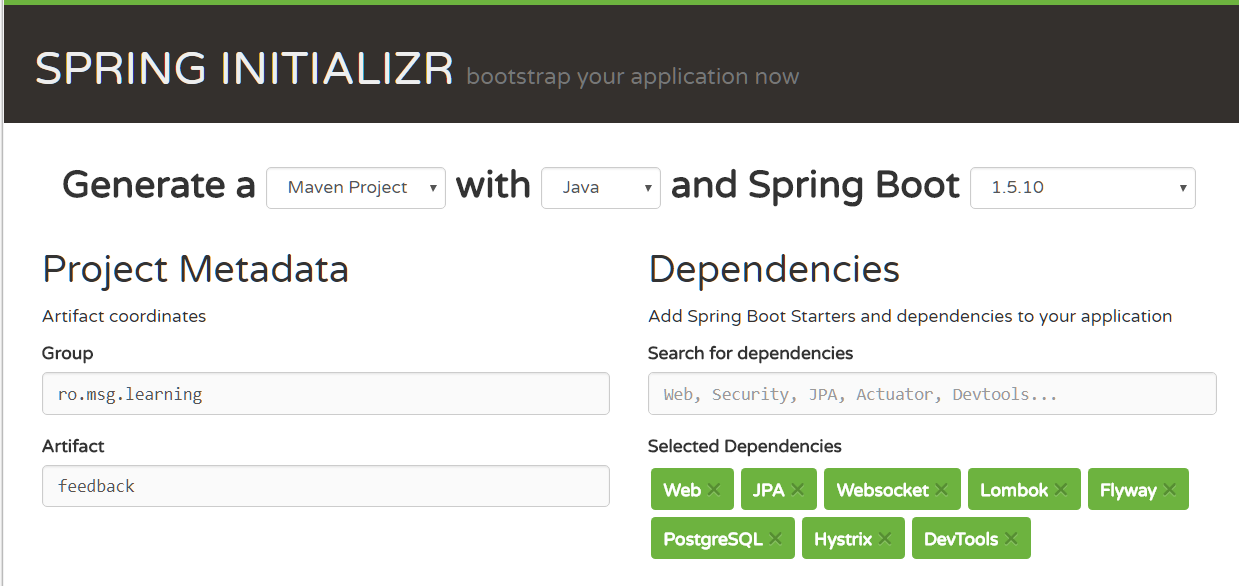 SPRING INITIALIZR bootstrap your application now
Generate a Maven Project with Java and Spring Boot 1.5.10
Project Metadata
Artifact coordinates
Group
ro.msg.learning
Artifact
feedback
Dependencies
Add Spring Boot Starters and dependencies to your application
Search for dependencies
Web, Security, JPA, Actuator, Devtools...
Selected Dependencies
Web × JPA × Websocket × Lombok × Flyway ×
PostgreSQL × Hystrix × DevTools ×